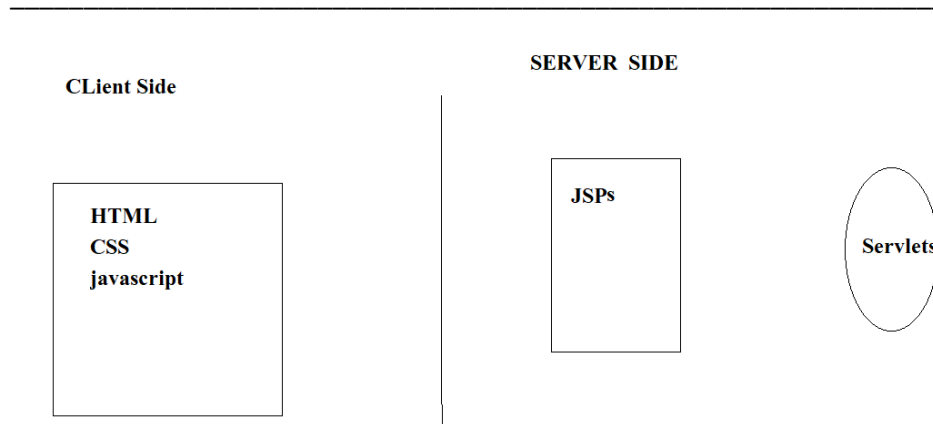 CLient Side
HTML
CSS
javascript
SERVER SIDE
JSPs
Servlets